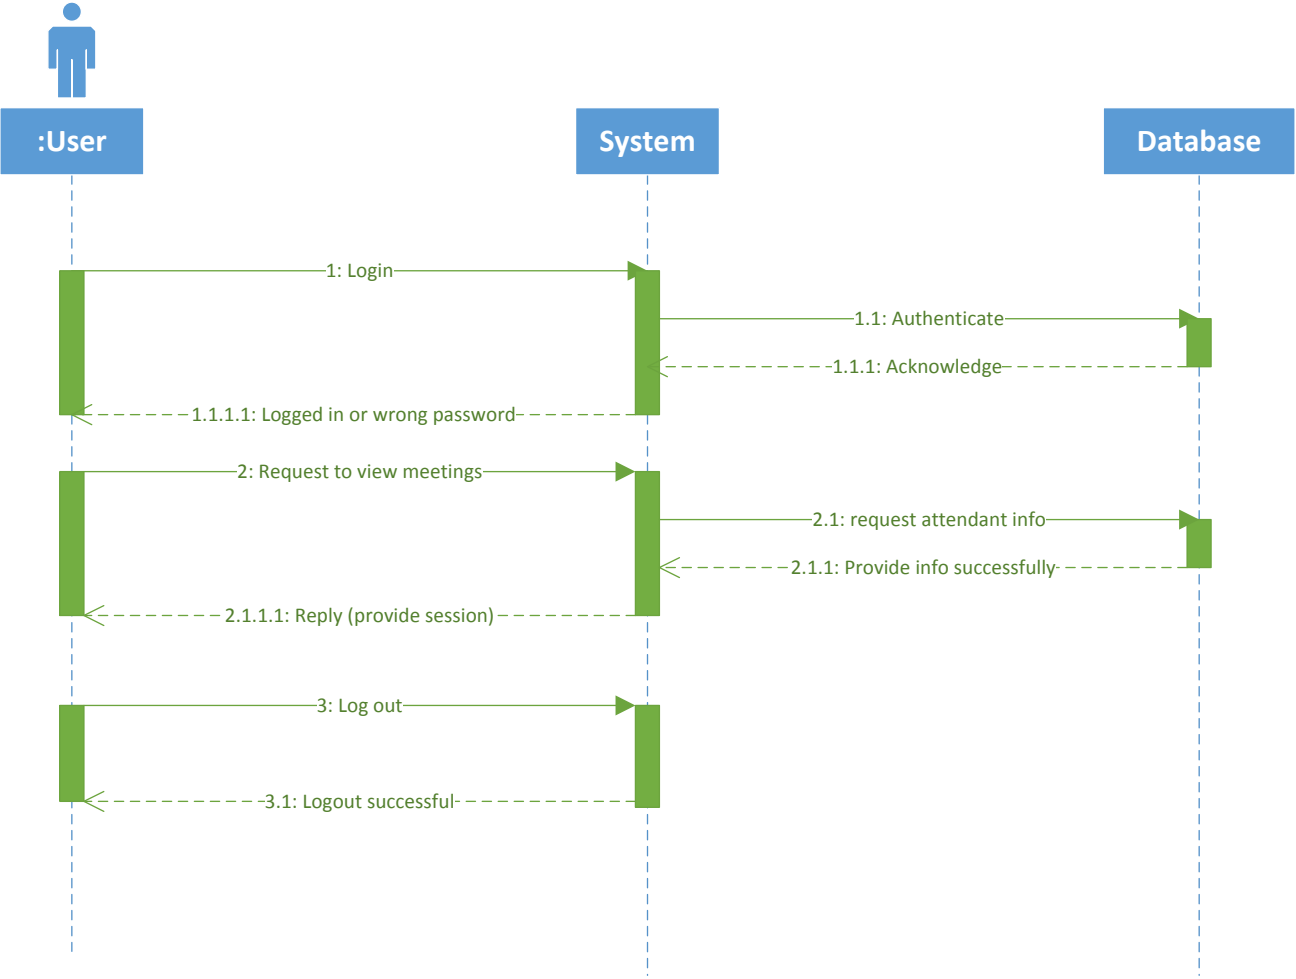 :User
System
Database
1: Login
1.1: Authenticate
1.1.1: Acknowledge
1.1.1.1: Logged in or wrong password
2: Request to view meetings
2.1: request attendant info
2.1.1: Provide info successfully
2.1.1.1: Reply (provide session)
3: Log out
3.1: Logout successful